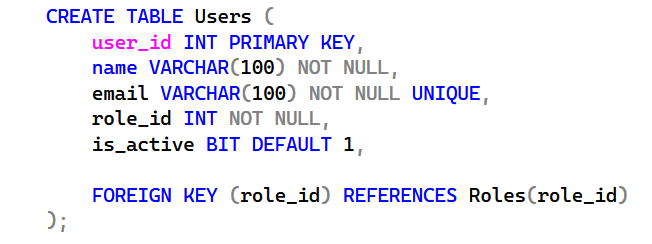 CREATE TABLE Users (
user_id INT PRIMARY KEY,
name VARCHAR(100) NOT NULL,
email VARCHAR(100) NOT NULL UNIQUE,
role_id INT NOT NULL,
is_active BIT DEFAULT 1,
FOREIGN KEY (role_id) REFERENCES Roles(role_id)
);